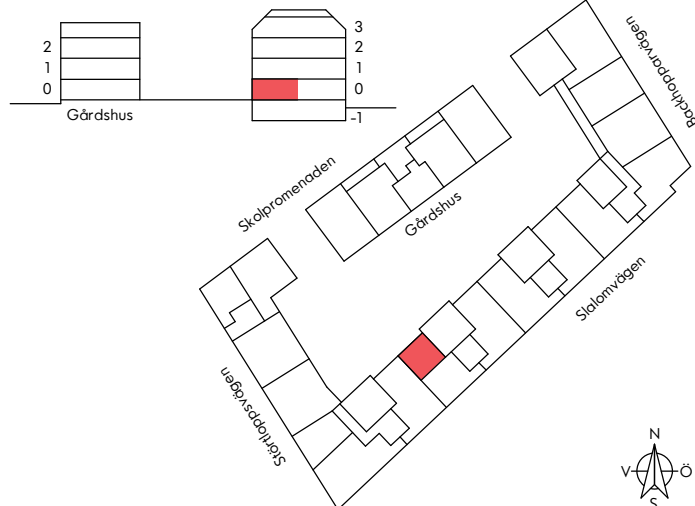 3
2
2
1
1
0
0
-1
Gårdshus
Backhopparvägen
Skolpromenaden
Gårdshus
Slalomvägen
Störtloppsvägen
N
V
Ö
S